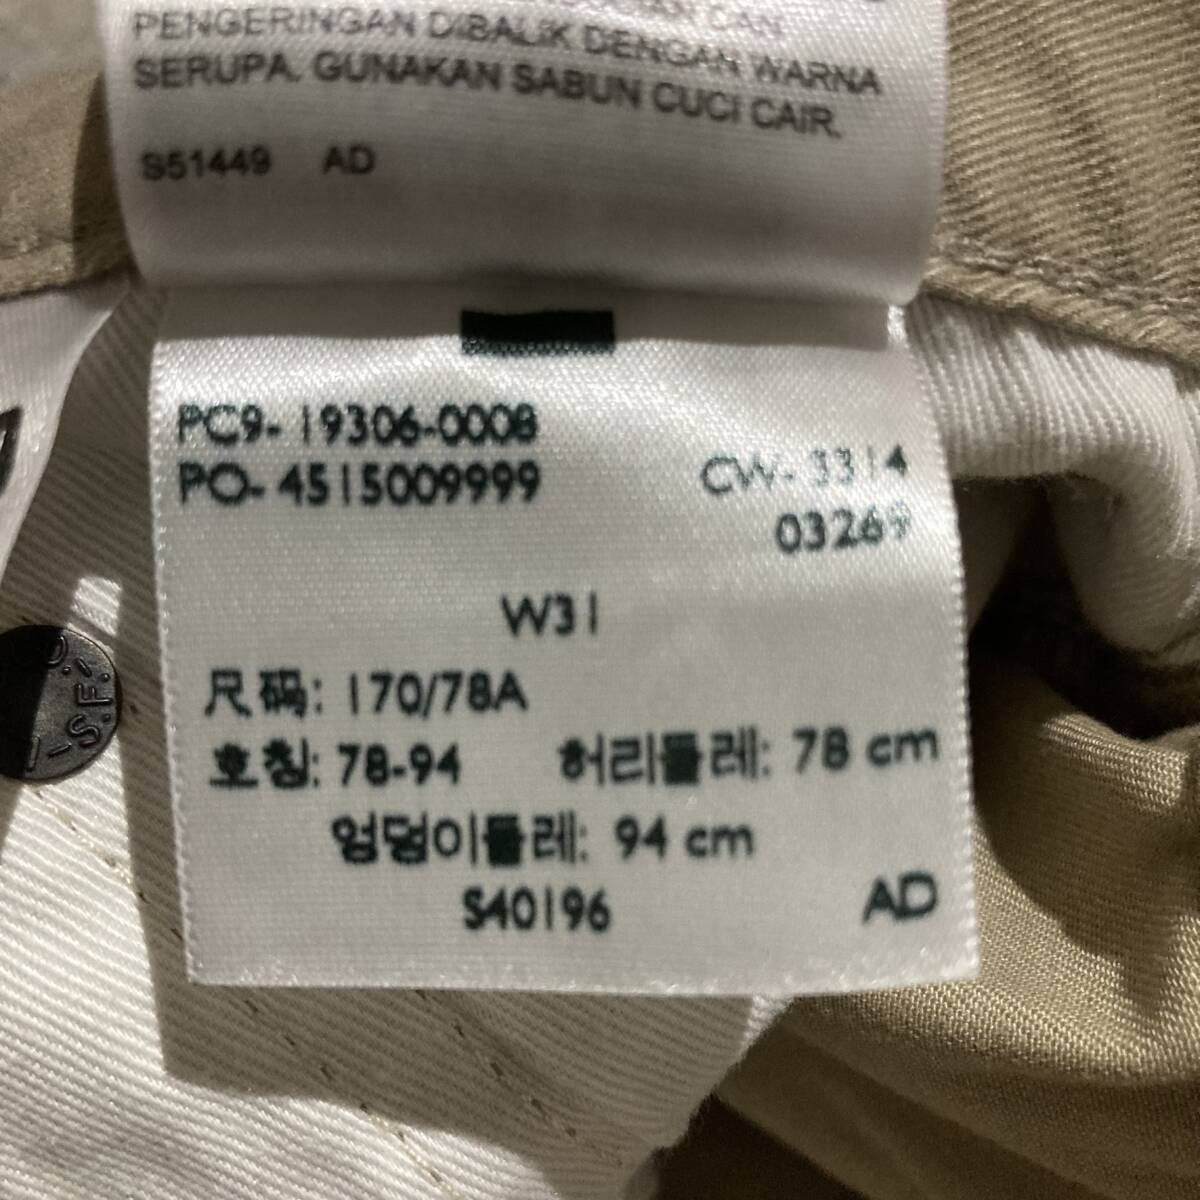 DAN
PENGERINGAN DIBALIK DENGAN WARNA
SERUPA. GUNAKAN SABUN CUCI CAIR.
S51449 AD
PC9-19306-0008
PO-4515009999
CW-3314
03269
W31
尺码: 170/78A
호칭: 78-94 허리둘레: 78 cm
엉덩이둘레: 94 cm
S40196 AD
S.F.